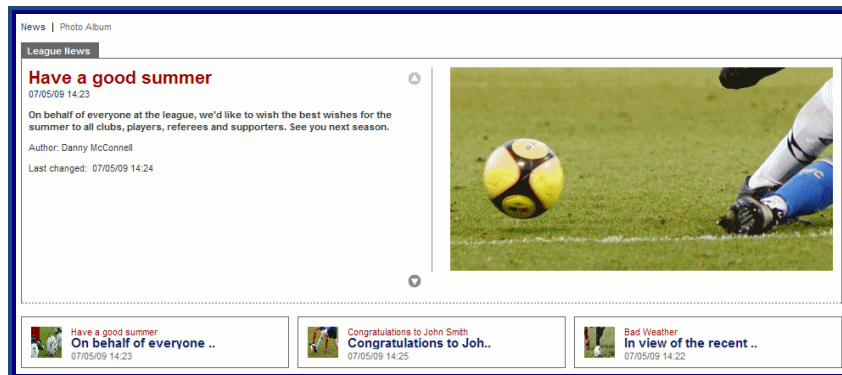 News | Photo Album
League News
Have a good summer
07/05/09 14:23
On behalf of everyone at the league, we'd like to wish the best wishes for the
summer to all clubs, players, referees and supporters. See you next season.
Author: Danny McConnell
Last changed: 07/05/09 14:24
Have a good summer
On behalf of everyone ..
07/05/09 14:23
Congratulations to John Smith
Congratulations to Joh..
07/05/09 14:25
Bad Weather
In view of the recent ..
07/05/09 14:22